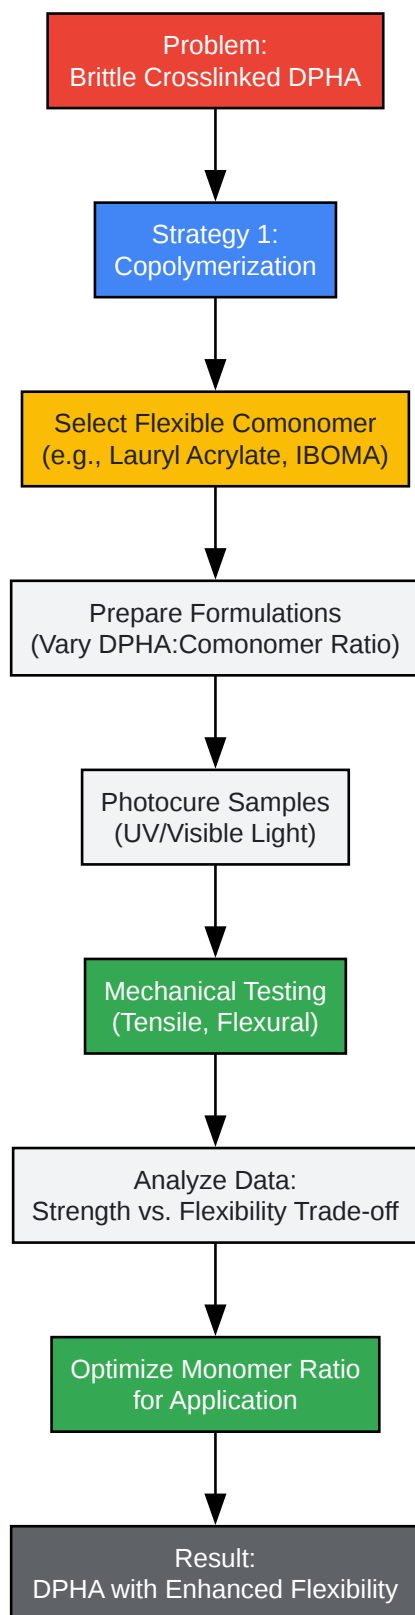 Problem:
Brittle Crosslinked DPHA
Strategy 1:
Copolymerization
Select Flexible Comonomer
(e.g., Lauryl Acrylate, IBOMA)
Prepare Formulations
(Vary DPHA:Comonomer Ratio)
Photocure Samples
(UV/Visible Light)
Mechanical Testing
(Tensile, Flexural)
Analyze Data:
Strength vs. Flexibility Trade-off
Optimize Monomer Ratio
for Application
Result:
DPHA with Enhanced Flexibility